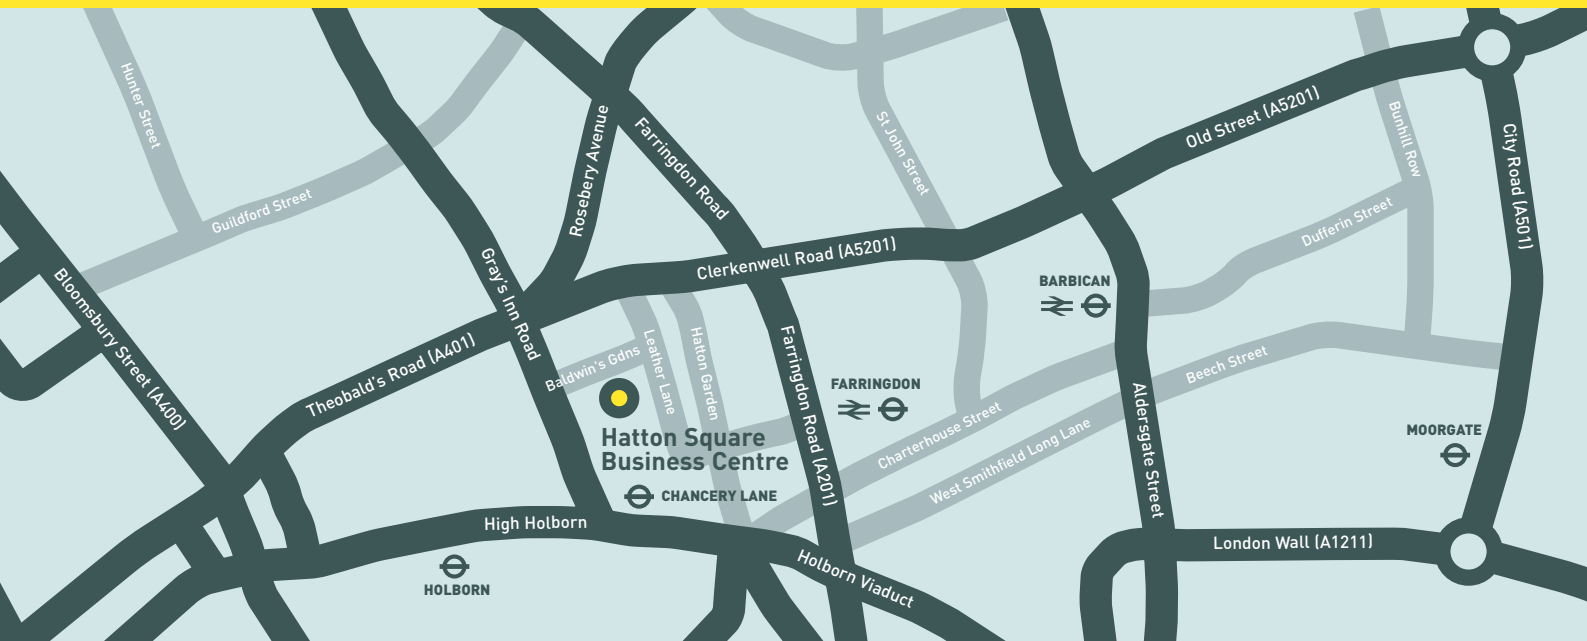 Hunter Street
Guildford Street
Rosebery Avenue
Farringdon Road
St John Street
Old Street (A5201)
Bunhill Row
City Road (A501)
Dufferin Street
Clerkenwell Road (A5201)
Gray's Inn Road
Bloomsbury Street (A400)
Theobald's Road (A401)
Baldwin's Gdns
Leather Lane
Hatton Garden
Farringdon Road (A201)
BARBICAN
FARRINGDON
Beech Street
Charterhouse Street
West Smithfield Long Lane
Aldersgate Street
MOORGATE
Hatton Square
Business Centre
CHANCERY LANE
High Holborn
HOLBORN
Holborn Viaduct
London Wall (A1211)